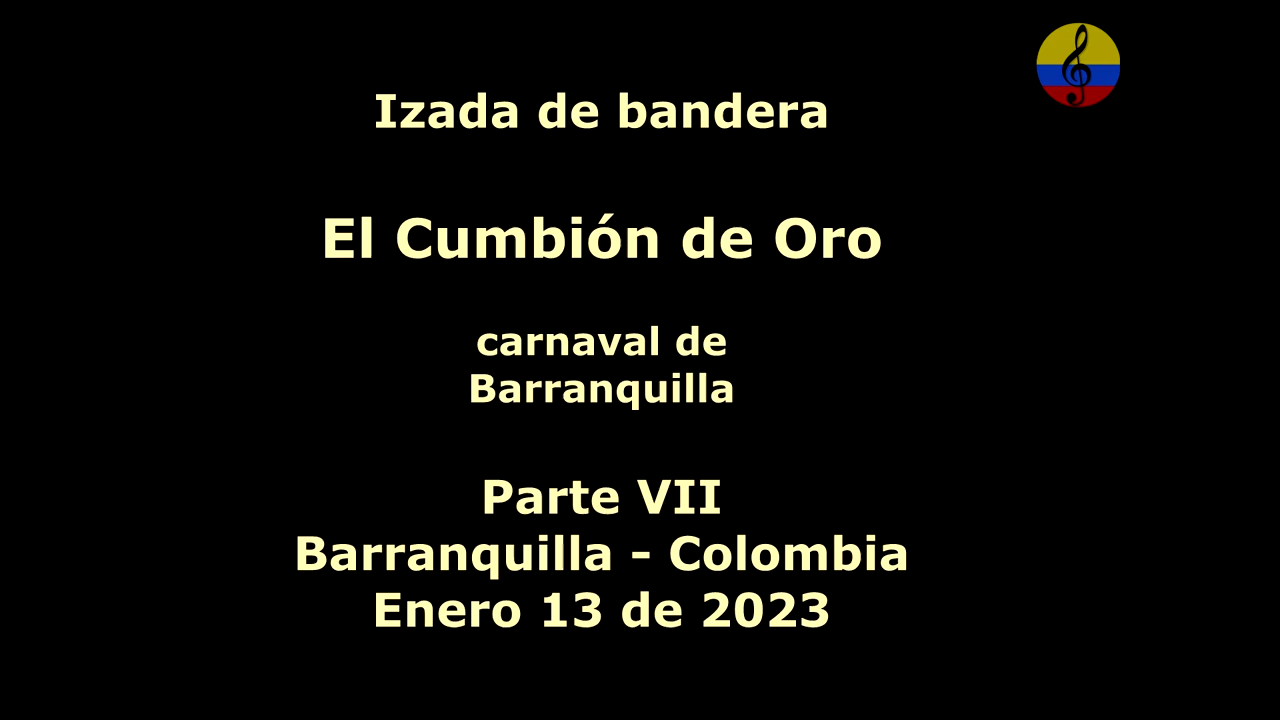 Izada de bandera
El Cumbión de Oro
carnaval de
Barranquilla
Parte VII
Barranquilla - Colombia
Enero 13 de 2023